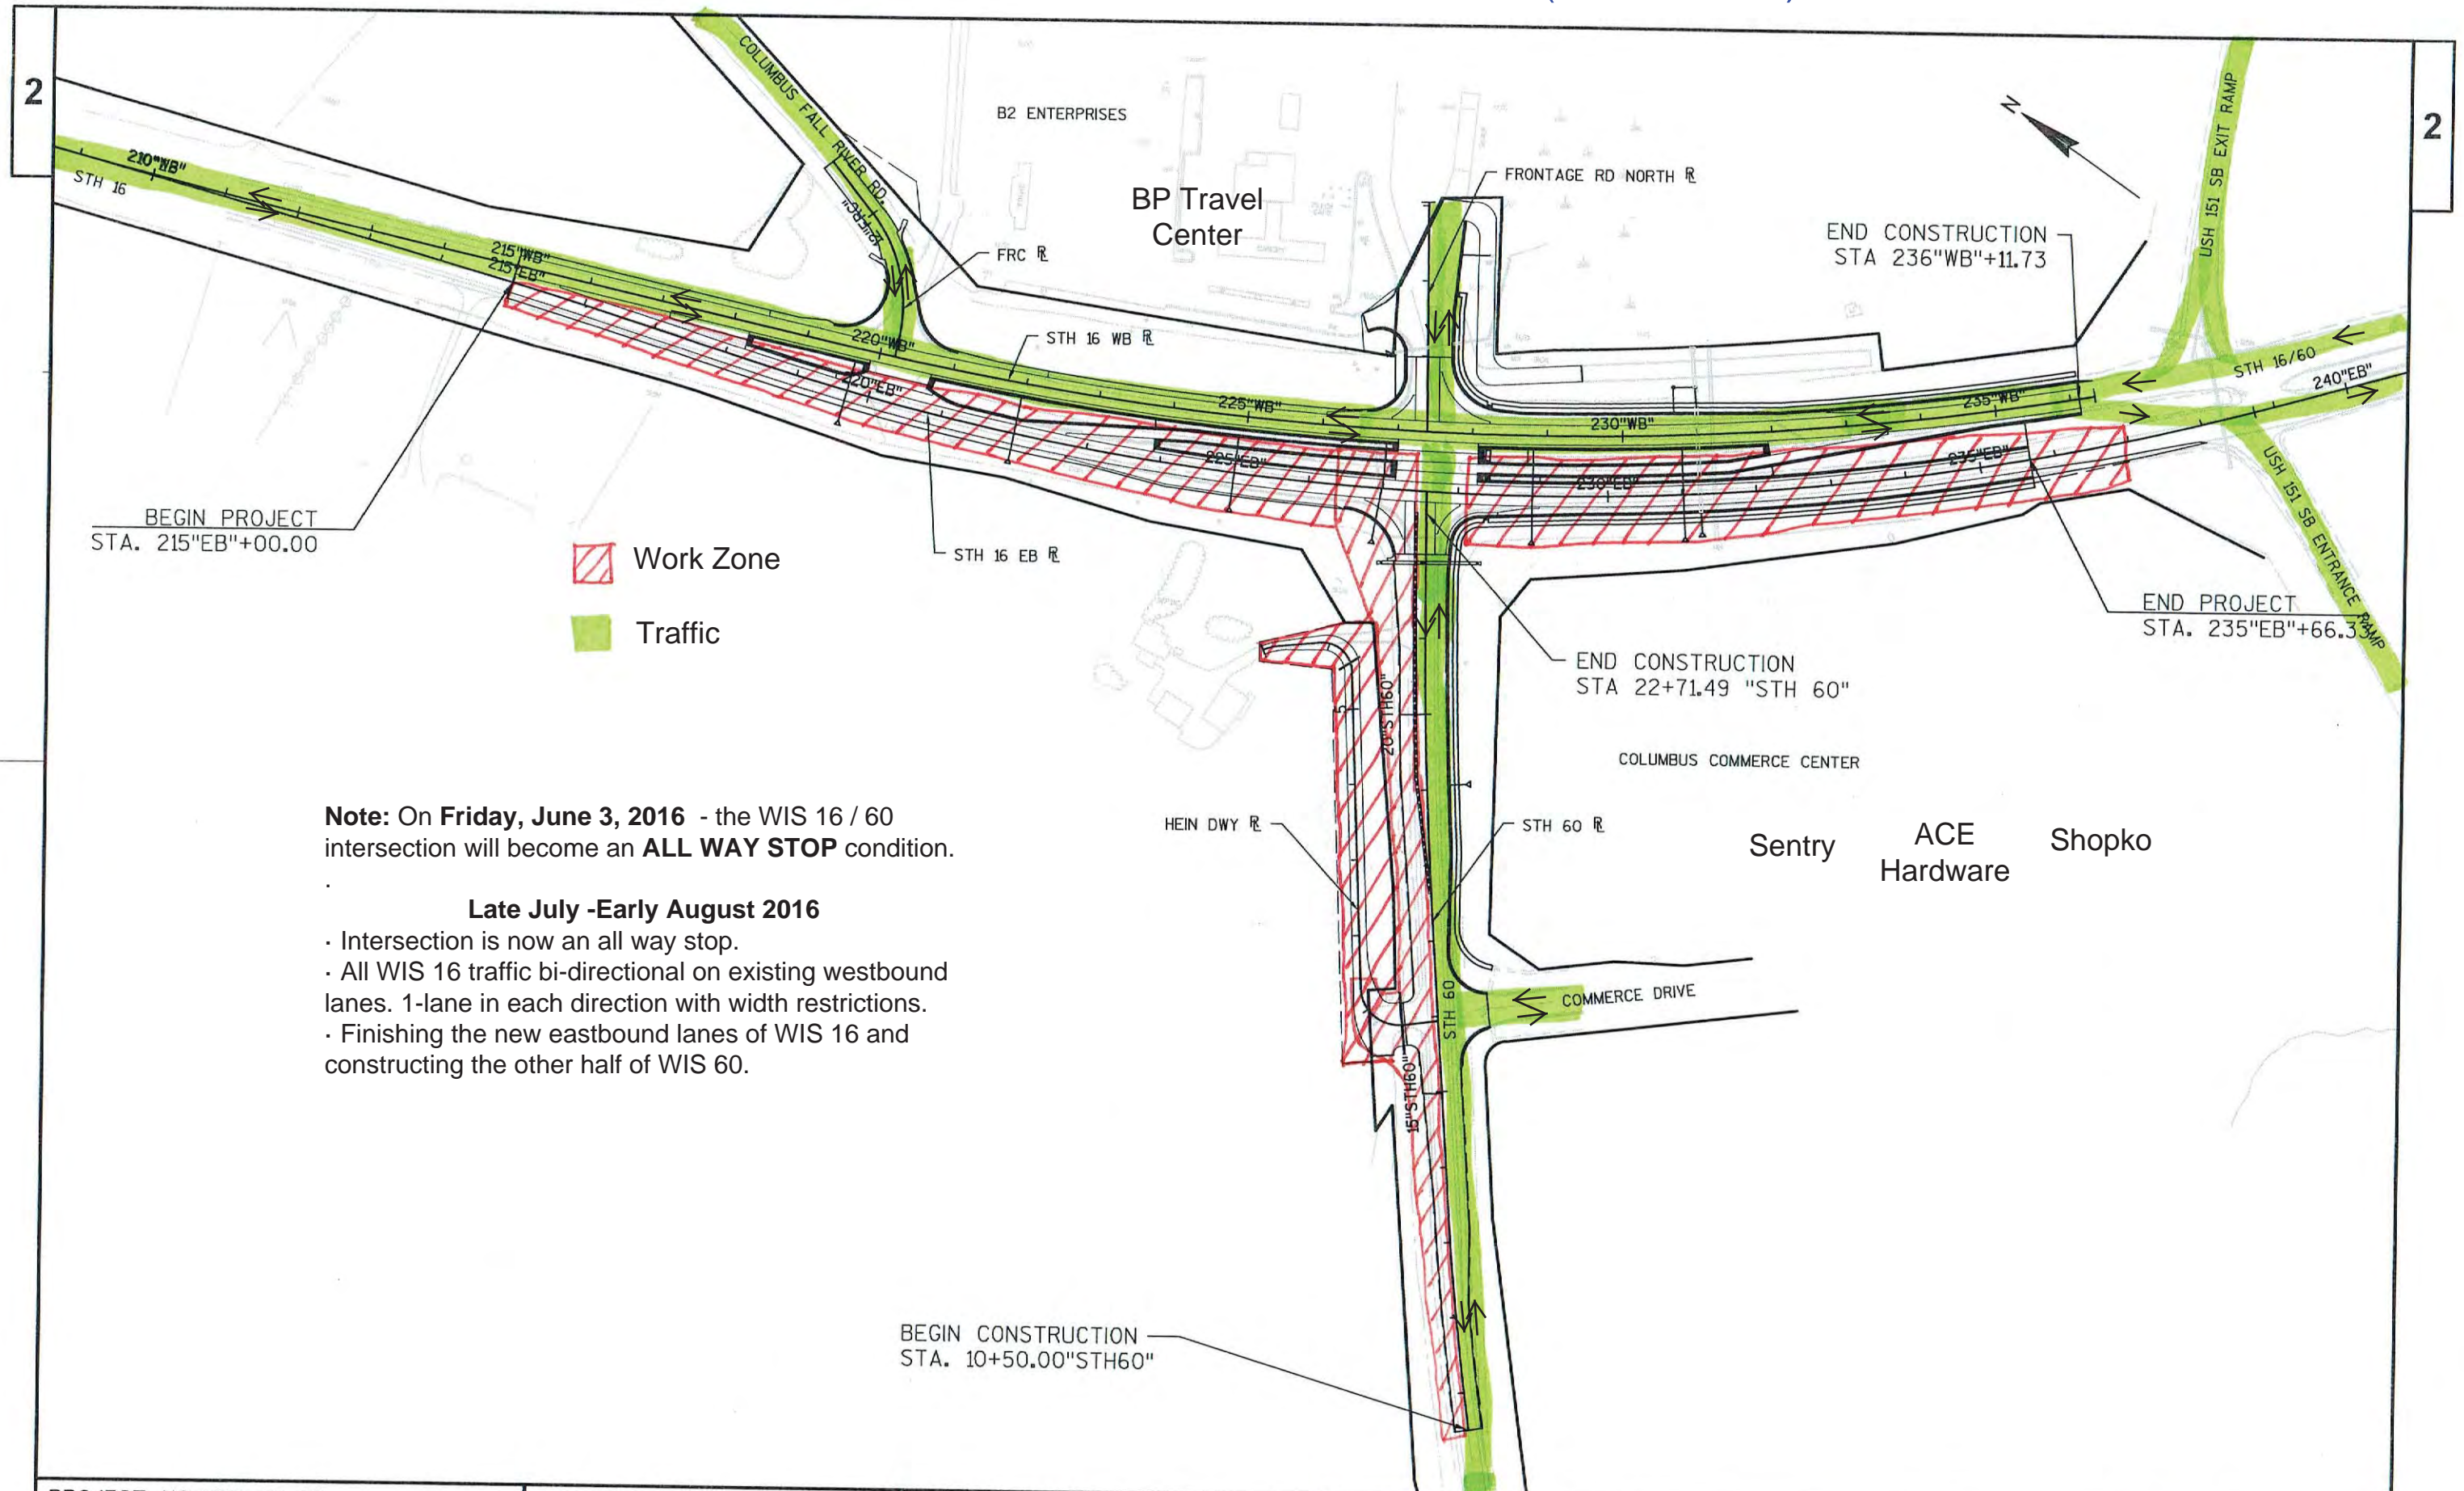 2
2
COLUMBUS FALL RIVER RD.
B2 ENTERPRISES
BP Travel
Center
FRONTAGE RD NORTH RL
N
USH 151 SB EXIT RAMP
END CONSTRUCTION
STA 236"WB"+11.73
210"WB"
STH 16
215"WB"
215"EB"
12"FRC"
FRC RL
STH 16 WB RL
220"WB"
220"EB"
225"WB"
225"EB"
230"WB"
230"EB"
235"WB"
235"EB"
STH 16/60
240"EB"
USH 151 SB ENTRANCE RAMP
BEGIN PROJECT
STA. 215"EB"+00.00
STH 16 EB RL
Work Zone
Traffic
END PROJECT
STA. 235"EB"+66.33
END CONSTRUCTION
STA 22+71.49 "STH 60"
5
20"STH60"
COLUMBUS COMMERCE CENTER
HEIN DWY RL
STH 60 RL
Sentry
ACE
Hardware
Shopko
Note: On Friday, June 3, 2016 - the WIS 16 / 60
intersection will become an ALL WAY STOP condition.
.
Late July -Early August 2016
· Intersection is now an all way stop.
· All WIS 16 traffic bi-directional on existing westbound
lanes. 1-lane in each direction with width restrictions.
· Finishing the new eastbound lanes of WIS 16 and
constructing the other half of WIS 60.
STH 60
COMMERCE DRIVE
15"STH60"
BEGIN CONSTRUCTION
STA. 10+50.00"STH60"